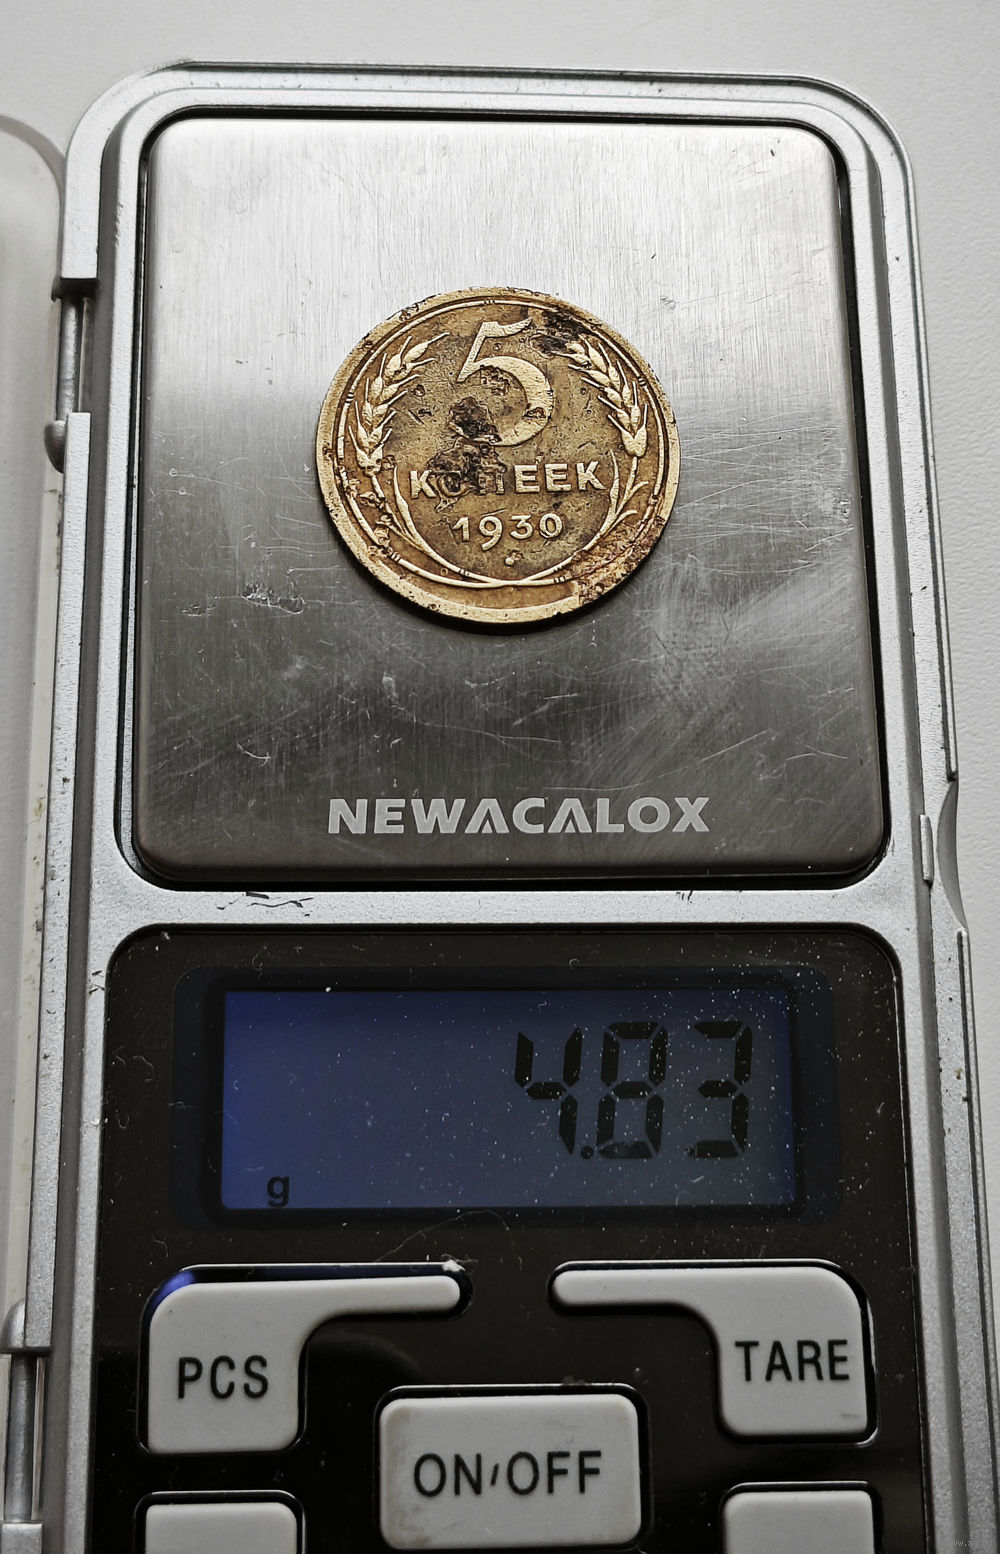 5
КОПЕЕК
1930
NEWACALOX
4.83
g
PCS
TARE
ON/OFF